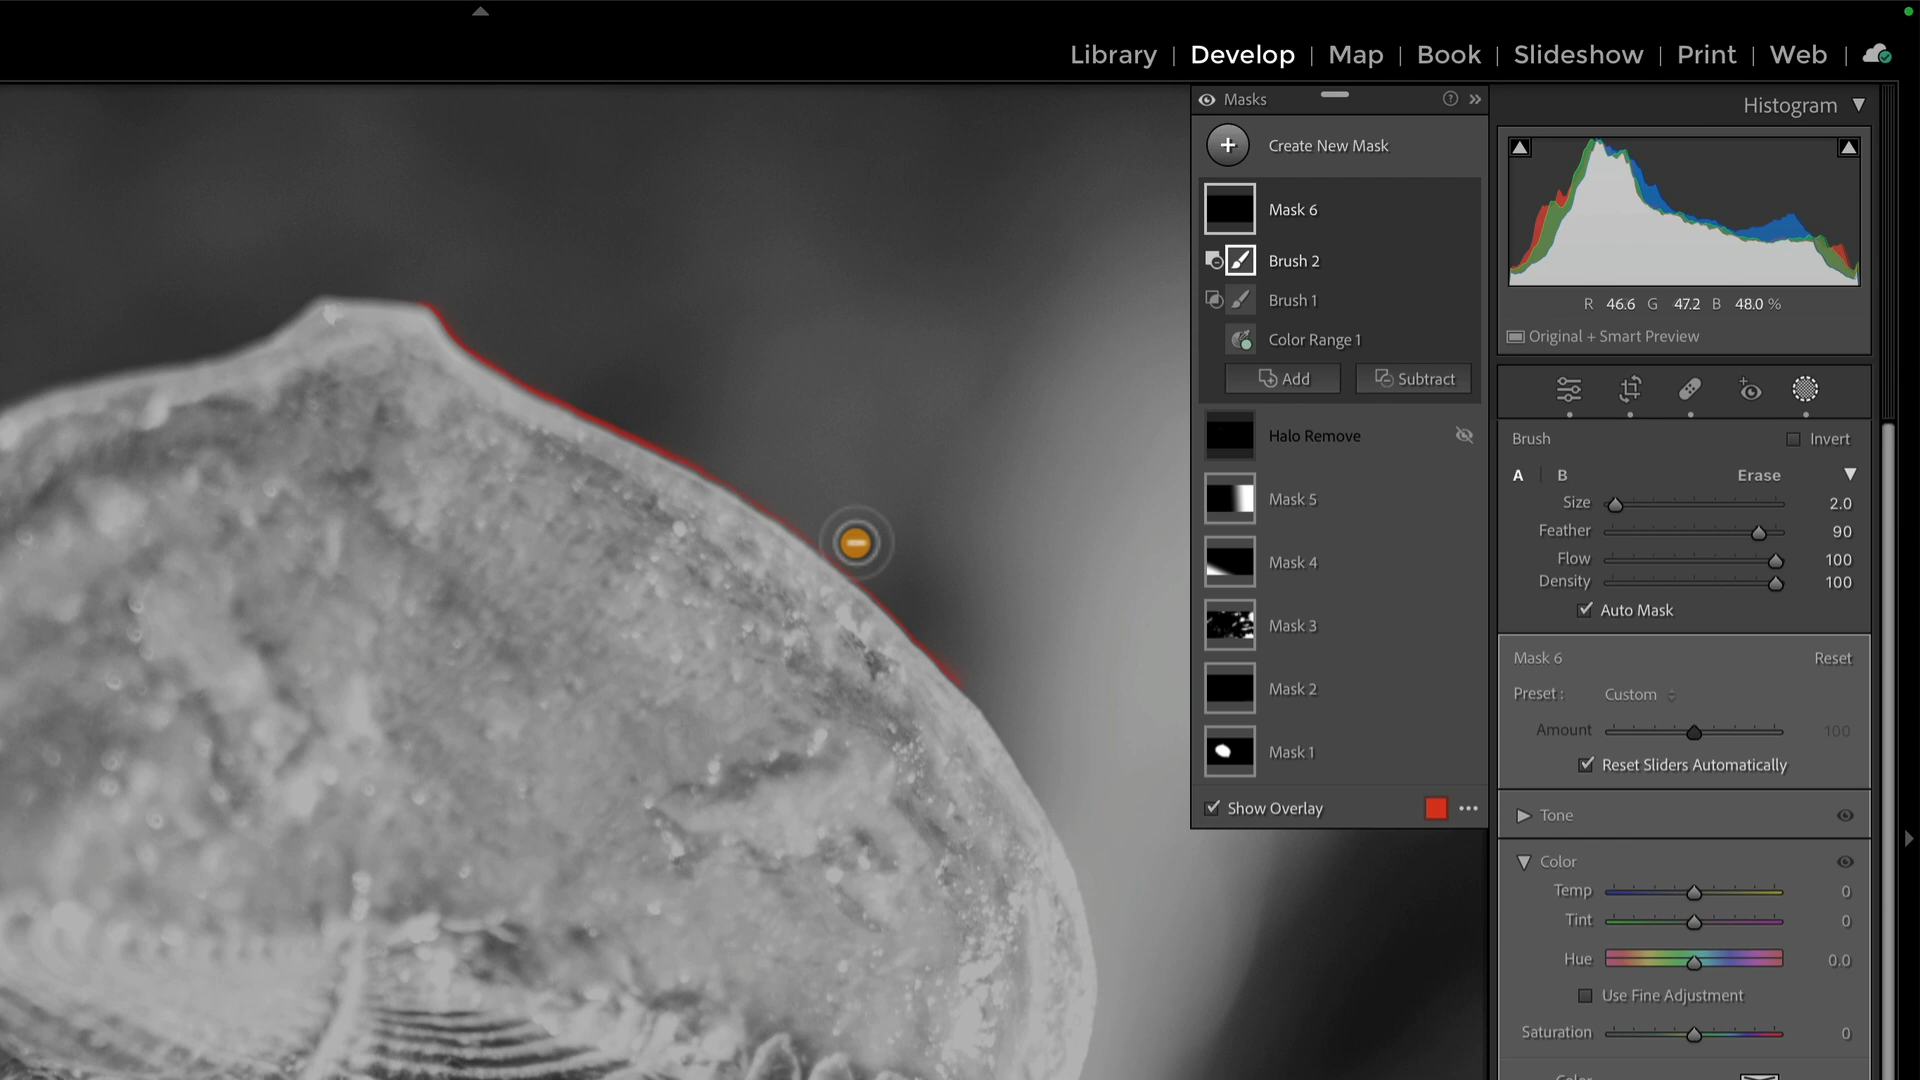 Library | Develop | Map | Book | Slideshow | Print | Web |
Masks
Create New Mask
Mask 6
Brush 2
Brush 1
Color Range 1
Add Subtract
Halo Remove
Mask 5
Mask 4
Mask 3
Mask 2
Mask 1
Show Overlay
Histogram
R 46.6 G 47.2 B 48.0 %
Original + Smart Preview
Brush Invert
A B Erase
Size 2.0
Feather 90
Flow 100
Density 100
Auto Mask
Mask 6 Reset
Preset : Custom
Amount 100
Reset Sliders Automatically
Tone
Color
Temp 0
Tint 0
Hue 0.0
Use Fine Adjustment
Saturation 0